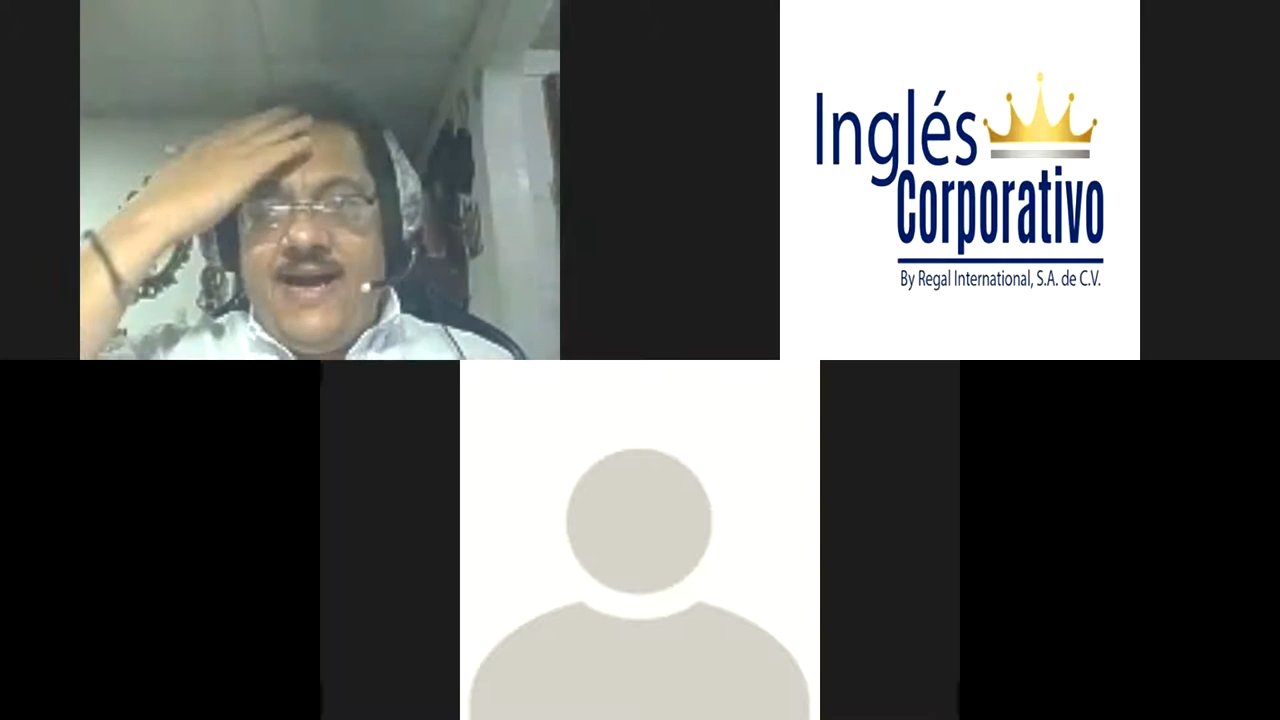 Inglés
Corporativo
By Regal International, S.A. de C.V.